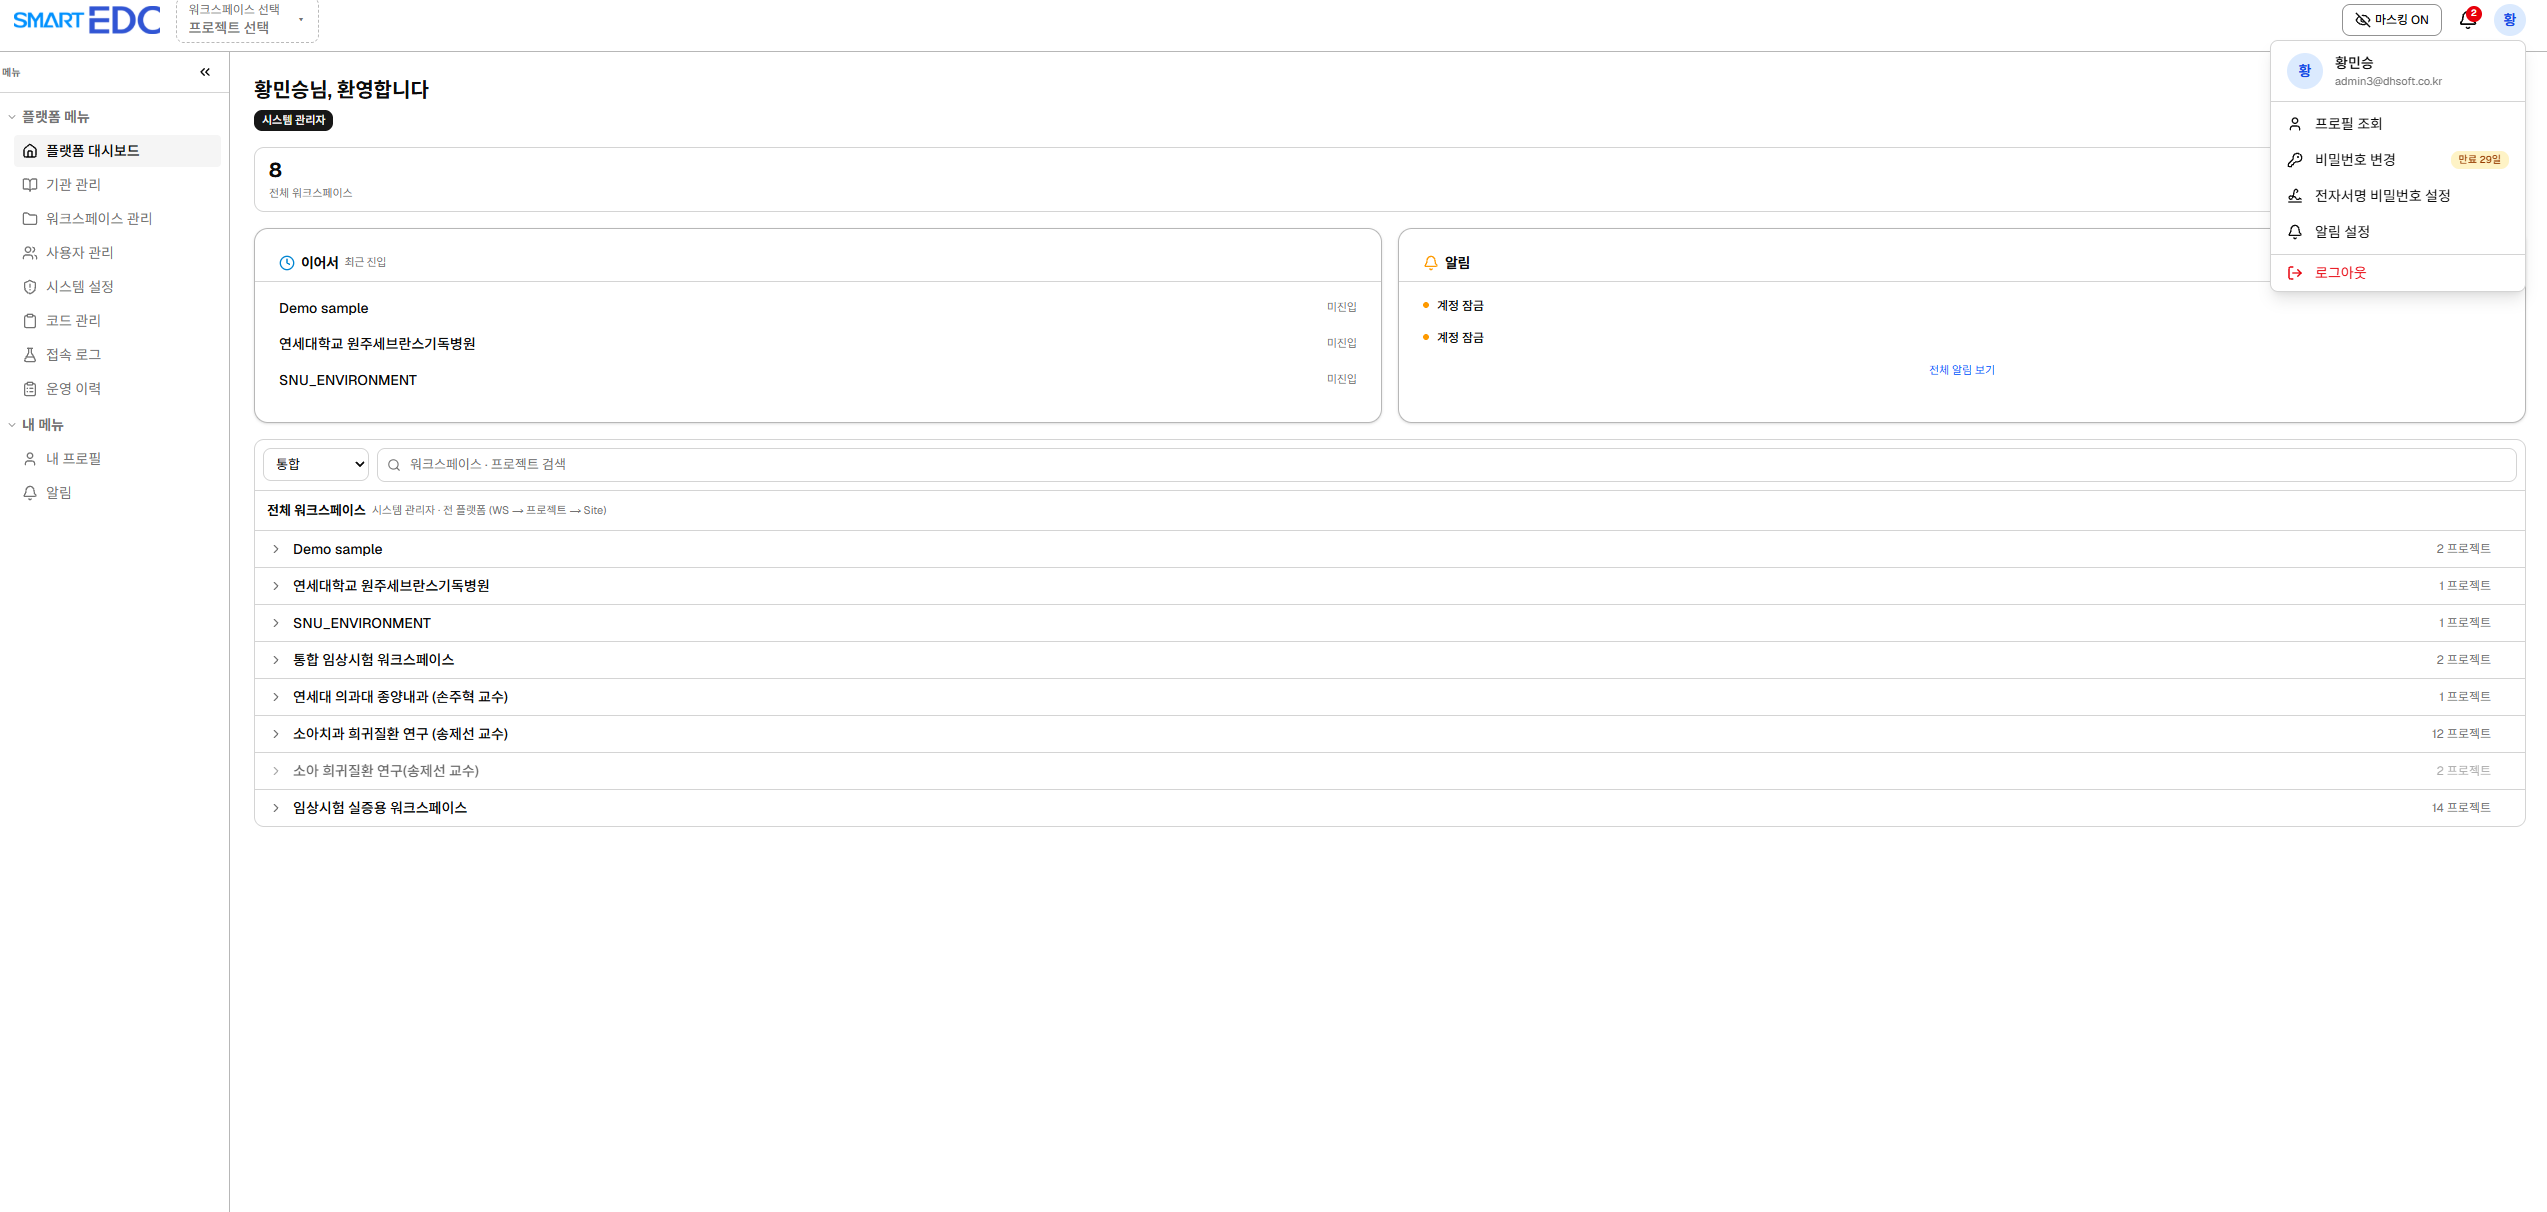 SMART EDC
워크스페이스 선택
프로젝트 선택
마스킹 ON
2
황
메뉴
플랫폼 메뉴
플랫폼 대시보드
기관 관리
워크스페이스 관리
사용자 관리
시스템 설정
코드 관리
접속 로그
운영 이력
내 메뉴
내 프로필
알림
황민승님, 환영합니다
시스템 관리자
8
전체 워크스페이스
이어서 최근 진입
Demo sample 미진입
연세대학교 원주세브란스기독병원 미진입
SNU_ENVIRONMENT 미진입
알림
계정 잠금
계정 잠금
전체 알림 보기
황
황민승
admin3@dhsoft.co.kr
프로필 조회
비밀번호 변경 만료 29일
전자서명 비밀번호 설정
알림 설정
로그아웃
통합
워크스페이스 · 프로젝트 검색
전체 워크스페이스 시스템 관리자 · 전 플랫폼 (WS → 프로젝트 → Site)
Demo sample 2 프로젝트
연세대학교 원주세브란스기독병원 1 프로젝트
SNU_ENVIRONMENT 1 프로젝트
통합 임상시험 워크스페이스 2 프로젝트
연세대 의과대 종양내과 (손주혁 교수) 1 프로젝트
소아치과 희귀질환 연구 (송제선 교수) 12 프로젝트
소아 희귀질환 연구(송제선 교수) 2 프로젝트
임상시험 실증용 워크스페이스 14 프로젝트